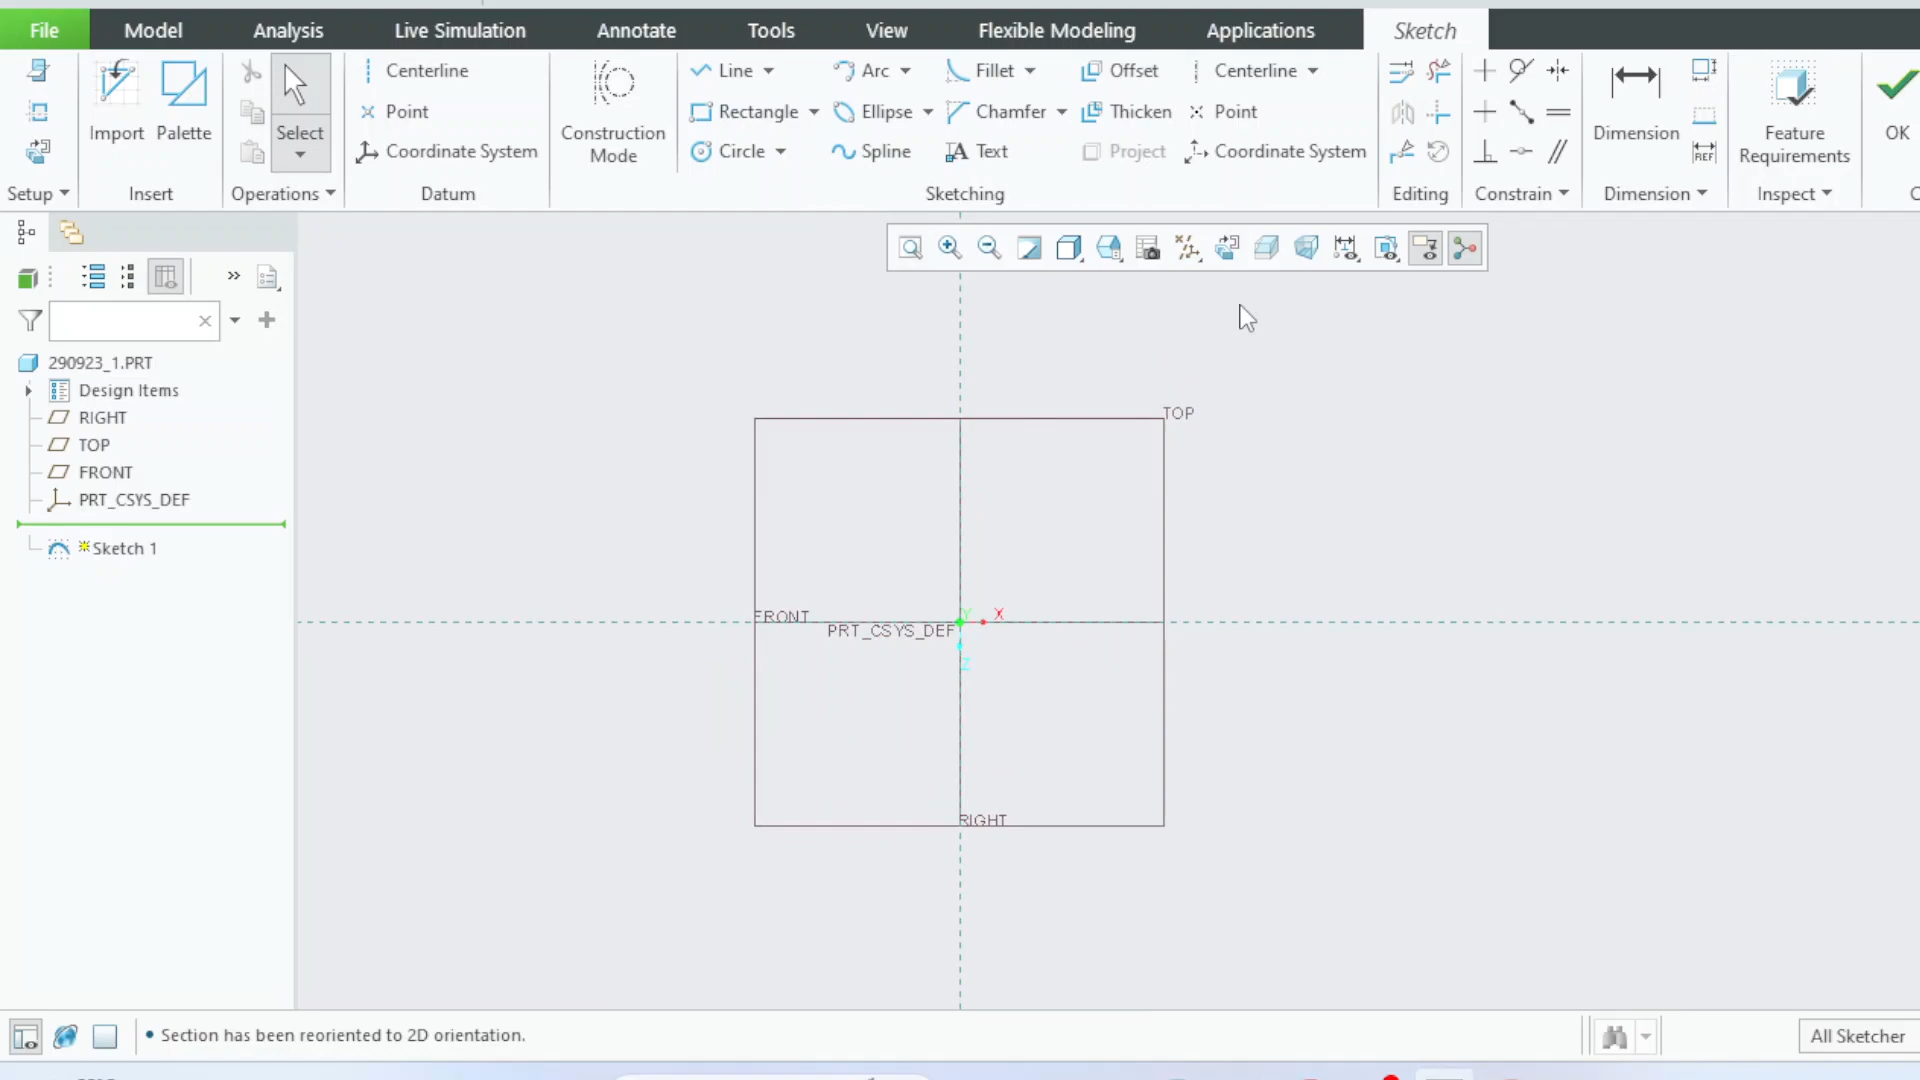 File Model Analysis Live Simulation Annotate Tools View Flexible Modeling Applications Sketch
Centerline Line Arc Fillet Offset Centerline
Point Rectangle Ellipse Chamfer Thicken Point
Import Palette Select Construction Mode Dimension Feature Requirements OK
Coordinate System Circle Spline Text Project Coordinate System
REF
Setup Insert Operations Datum Sketching Editing Constrain Dimension Inspect
290923_1.PRT
Design Items
RIGHT
TOP
FRONT
PRT_CSYS_DEF
Sketch 1
TOP
FRONT
PRT_CSYS_DEF
Y X
Z
RIGHT
Section has been reoriented to 2D orientation.
All Sketcher